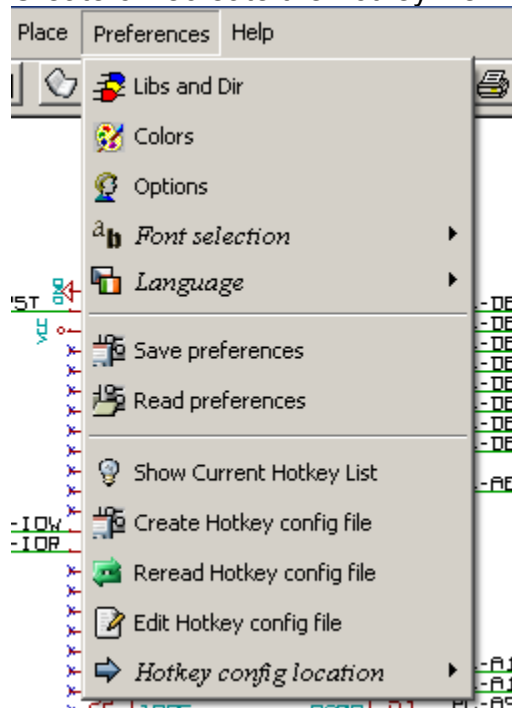 Place Preferences Help
Libs and Dir
Colors
Options
Font selection
Language
Save preferences
Read preferences
Show Current Hotkey List
Create Hotkey config file
Reread Hotkey config file
Edit Hotkey config file
Hotkey config location
VCC
-IOW
-IOR